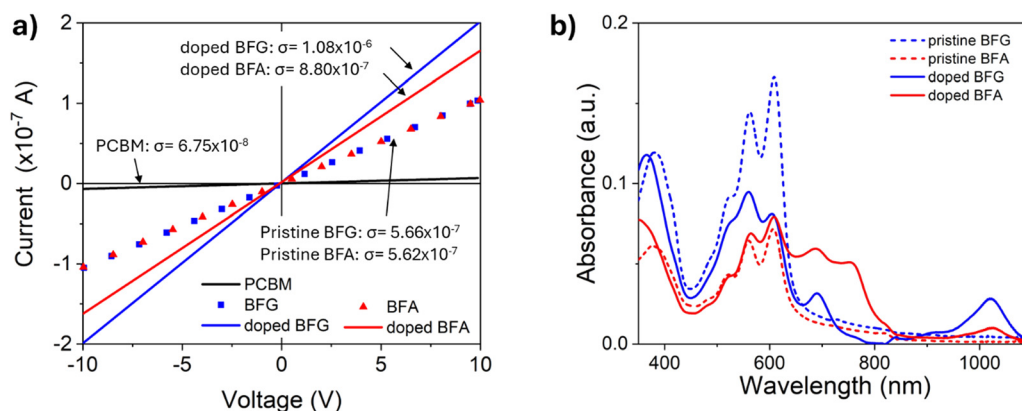 a)
2
1
0
-1
-2
Current (x10⁻⁷ A)
doped BFG: σ= 1.08x10⁻⁶
doped BFA: σ= 8.80x10⁻⁷
PCBM: σ= 6.75x10⁻⁸
Pristine BFG: σ= 5.66x10⁻⁷
Pristine BFA: σ= 5.62x10⁻⁷
PCBM
BFG
BFA
doped BFG
doped BFA
-10
-5
0
5
10
Voltage (V)
b)
0.2
0.1
0.0
Absorbance (a.u.)
pristine BFG
pristine BFA
doped BFG
doped BFA
400
600
800
1000
Wavelength (nm)